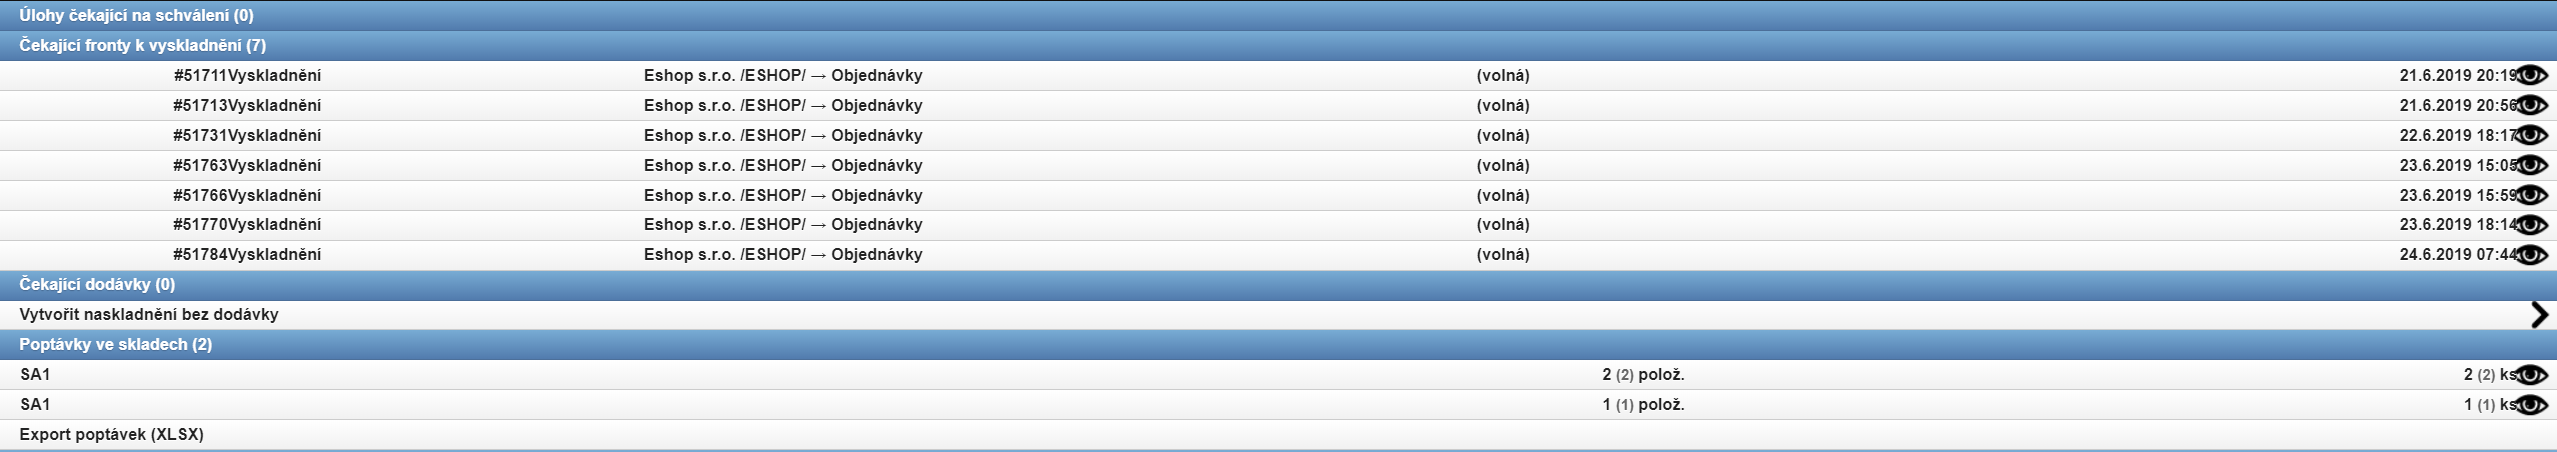 Úlohy čekající na schválení (0)
Čekající fronty k vyskladnění (7)
#51711Vyskladnění Eshop s.r.o. /ESHOP/ → Objednávky (volná) 21.6.2019 20:19
#51713Vyskladnění Eshop s.r.o. /ESHOP/ → Objednávky (volná) 21.6.2019 20:56
#51731Vyskladnění Eshop s.r.o. /ESHOP/ → Objednávky (volná) 22.6.2019 18:17
#51763Vyskladnění Eshop s.r.o. /ESHOP/ → Objednávky (volná) 23.6.2019 15:05
#51766Vyskladnění Eshop s.r.o. /ESHOP/ → Objednávky (volná) 23.6.2019 15:59
#51770Vyskladnění Eshop s.r.o. /ESHOP/ → Objednávky (volná) 23.6.2019 18:14
#51784Vyskladnění Eshop s.r.o. /ESHOP/ → Objednávky (volná) 24.6.2019 07:44
Čekající dodávky (0)
Vytvořit naskladnění bez dodávky
Poptávky ve skladech (2)
SA1 2 (2) polož. 2 (2) ks
SA1 1 (1) polož. 1 (1) ks
Export poptávek (XLSX)